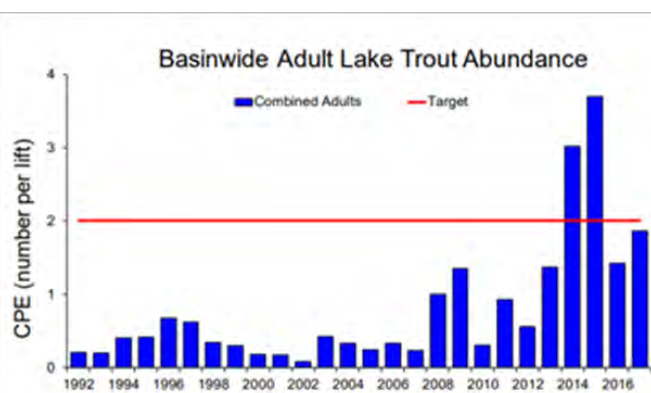 Basinwide Adult Lake Trout Abundance
Combined Adults
Target
CPE (number per lift)
4
3
2
1
0
1992 1994 1996 1998 2000 2002 2004 2006 2008 2010 2012 2014 2016